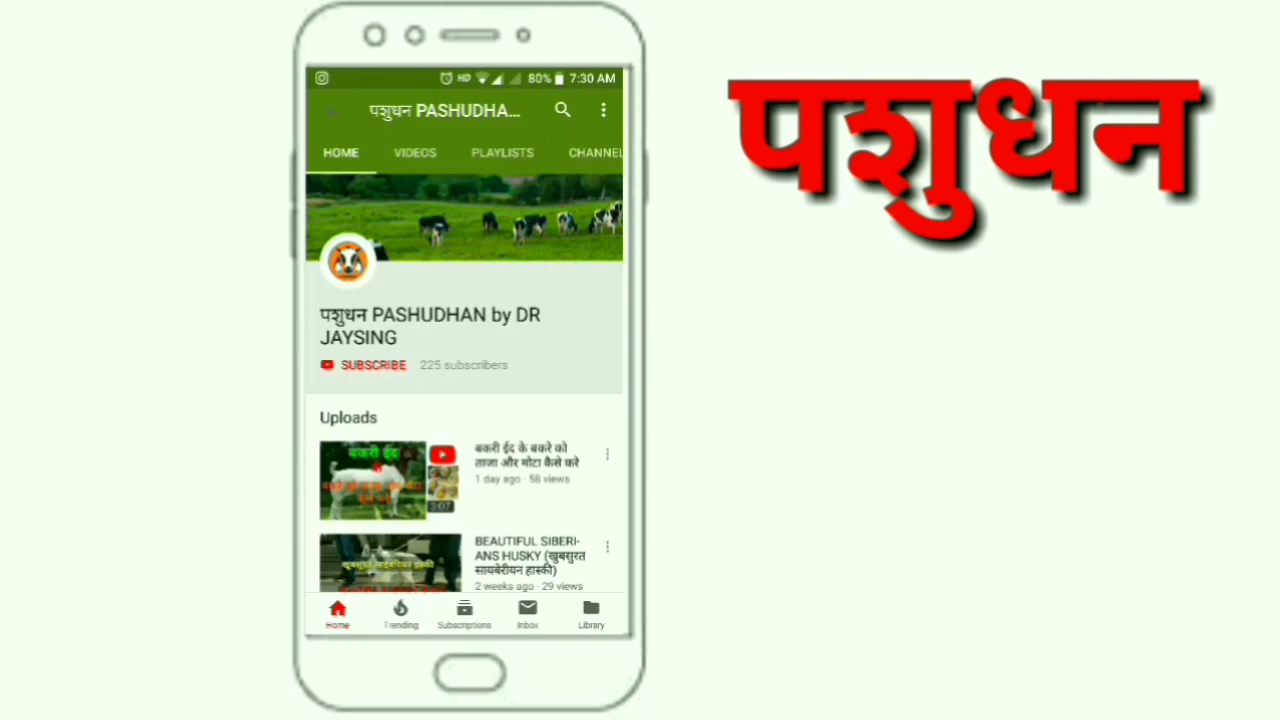 पशुधन
HD 80% 7:30 AM
पशुधन PASHUDHA...
HOME VIDEOS PLAYLISTS CHANNEL
पशुधन PASHUDHAN by DR
JAYSING
SUBSCRIBE 225 subscribers
Uploads
बकरी ईद
बकरी ईद के बकरे को
ताजा और मोटा कैसे करे
1 day ago · 58 views
BEAUTIFUL SIBERI-
ANS HUSKY (खुबसुरत
सायबेरीयन हास्की)
2 weeks ago · 29 views
Home Trending Subscriptions Inbox Library